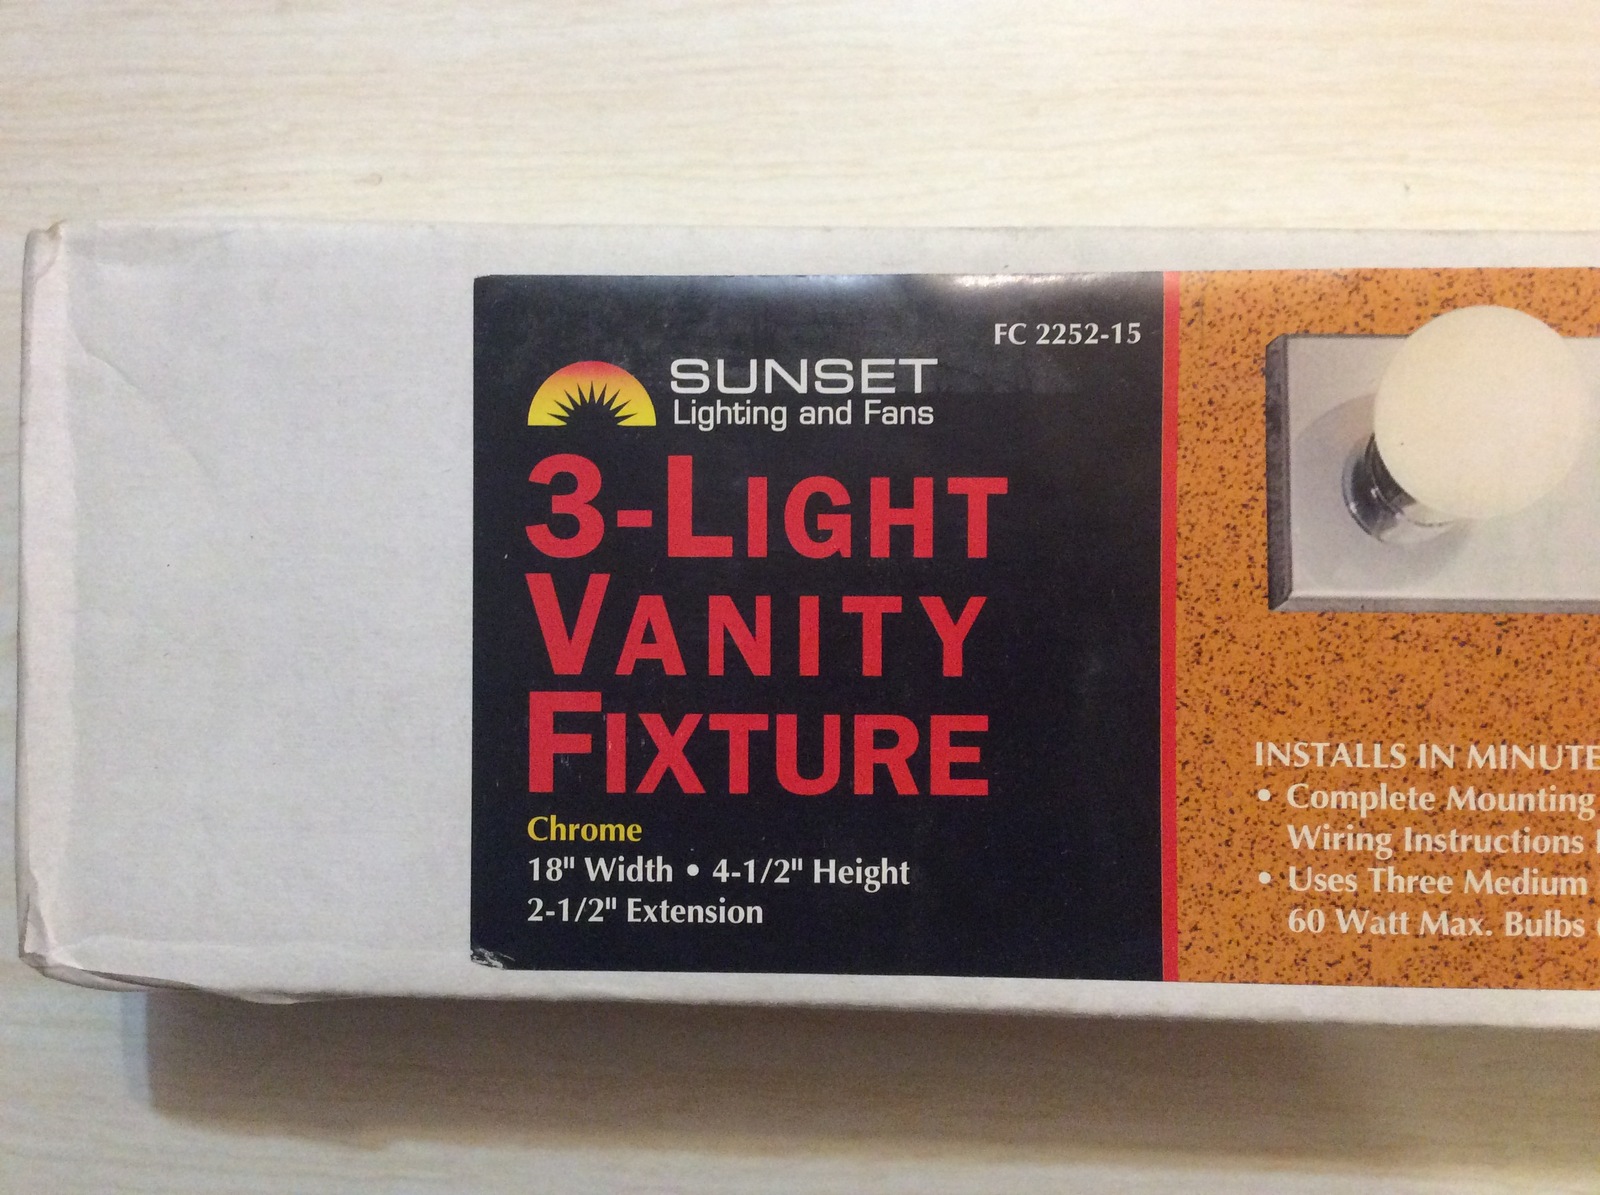 FC 2252-15
SUNSET
Lighting and Fans
3-LIGHT
VANITY
FIXTURE
Chrome
18" Width • 4-1/2" Height
2-1/2" Extension
INSTALLS IN MINUTE
• Complete Mounting
Wiring Instructions
• Uses Three Medium
60 Watt Max. Bulbs (